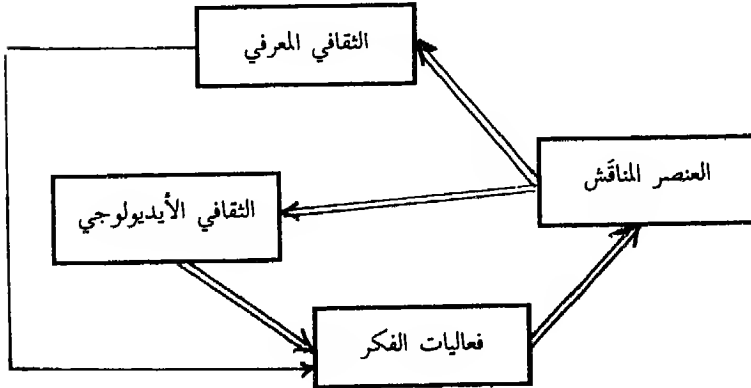 الثقافي المعرفي
العنصر المناقَش
الثقافي الأيديولوجي
فعاليات الفكر